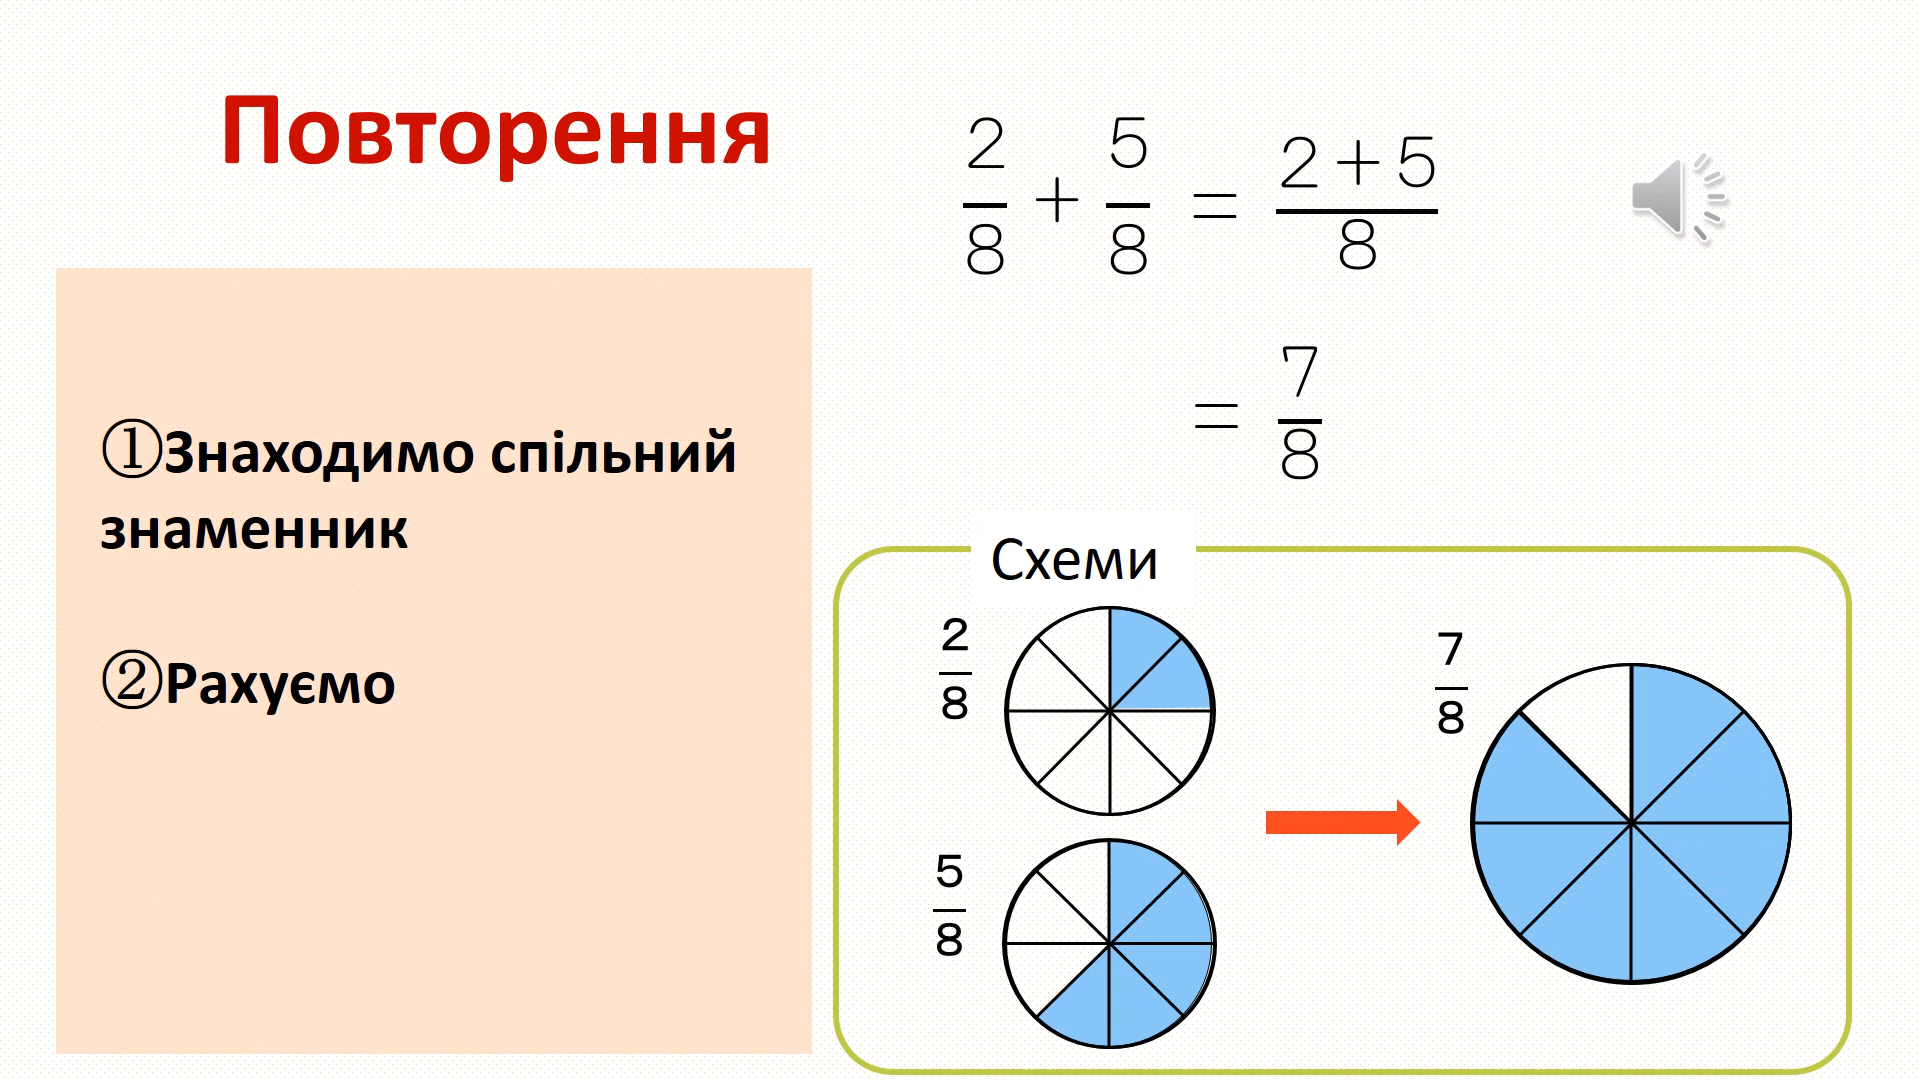 Повторення
①Знаходимо спільний
знаменник
②Рахуємо
2/8 + 5/8 = 2+5/8
= 7/8
Схеми
2/8
5/8
7/8